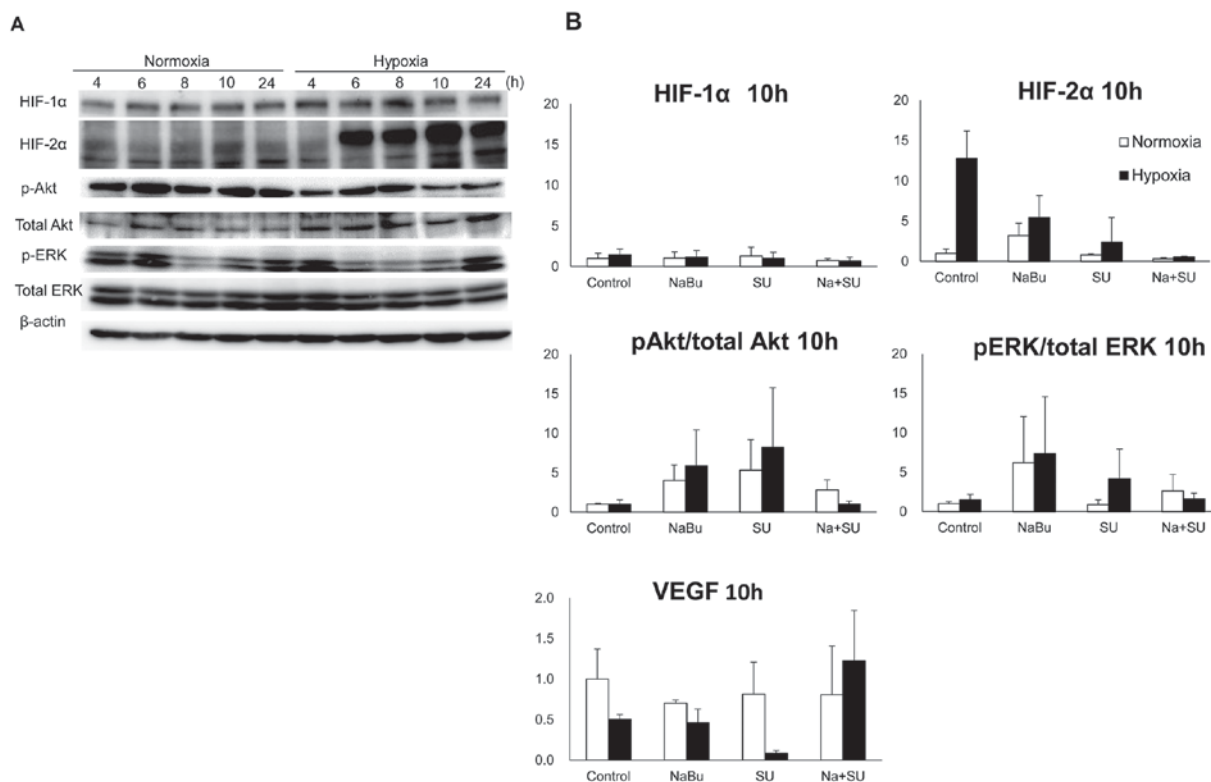 A
Normoxia Hypoxia
4 6 8 10 24 4 6 8 10 24 (h)
HIF-1α
HIF-2α
p-Akt
Total Akt
p-ERK
Total ERK
β-actin
B
HIF-1α 10h
20
15
10
5
0
Control NaBu SU Na+SU
HIF-2α 10h
Normoxia
Hypoxia
20
15
10
5
0
Control NaBu SU Na+SU
pAkt/total Akt 10h
20
15
10
5
0
Control NaBu SU Na+SU
pERK/total ERK 10h
20
15
10
5
0
Control NaBu SU Na+SU
VEGF 10h
2.0
1.5
1.0
0.5
0.0
Control NaBu SU Na+SU